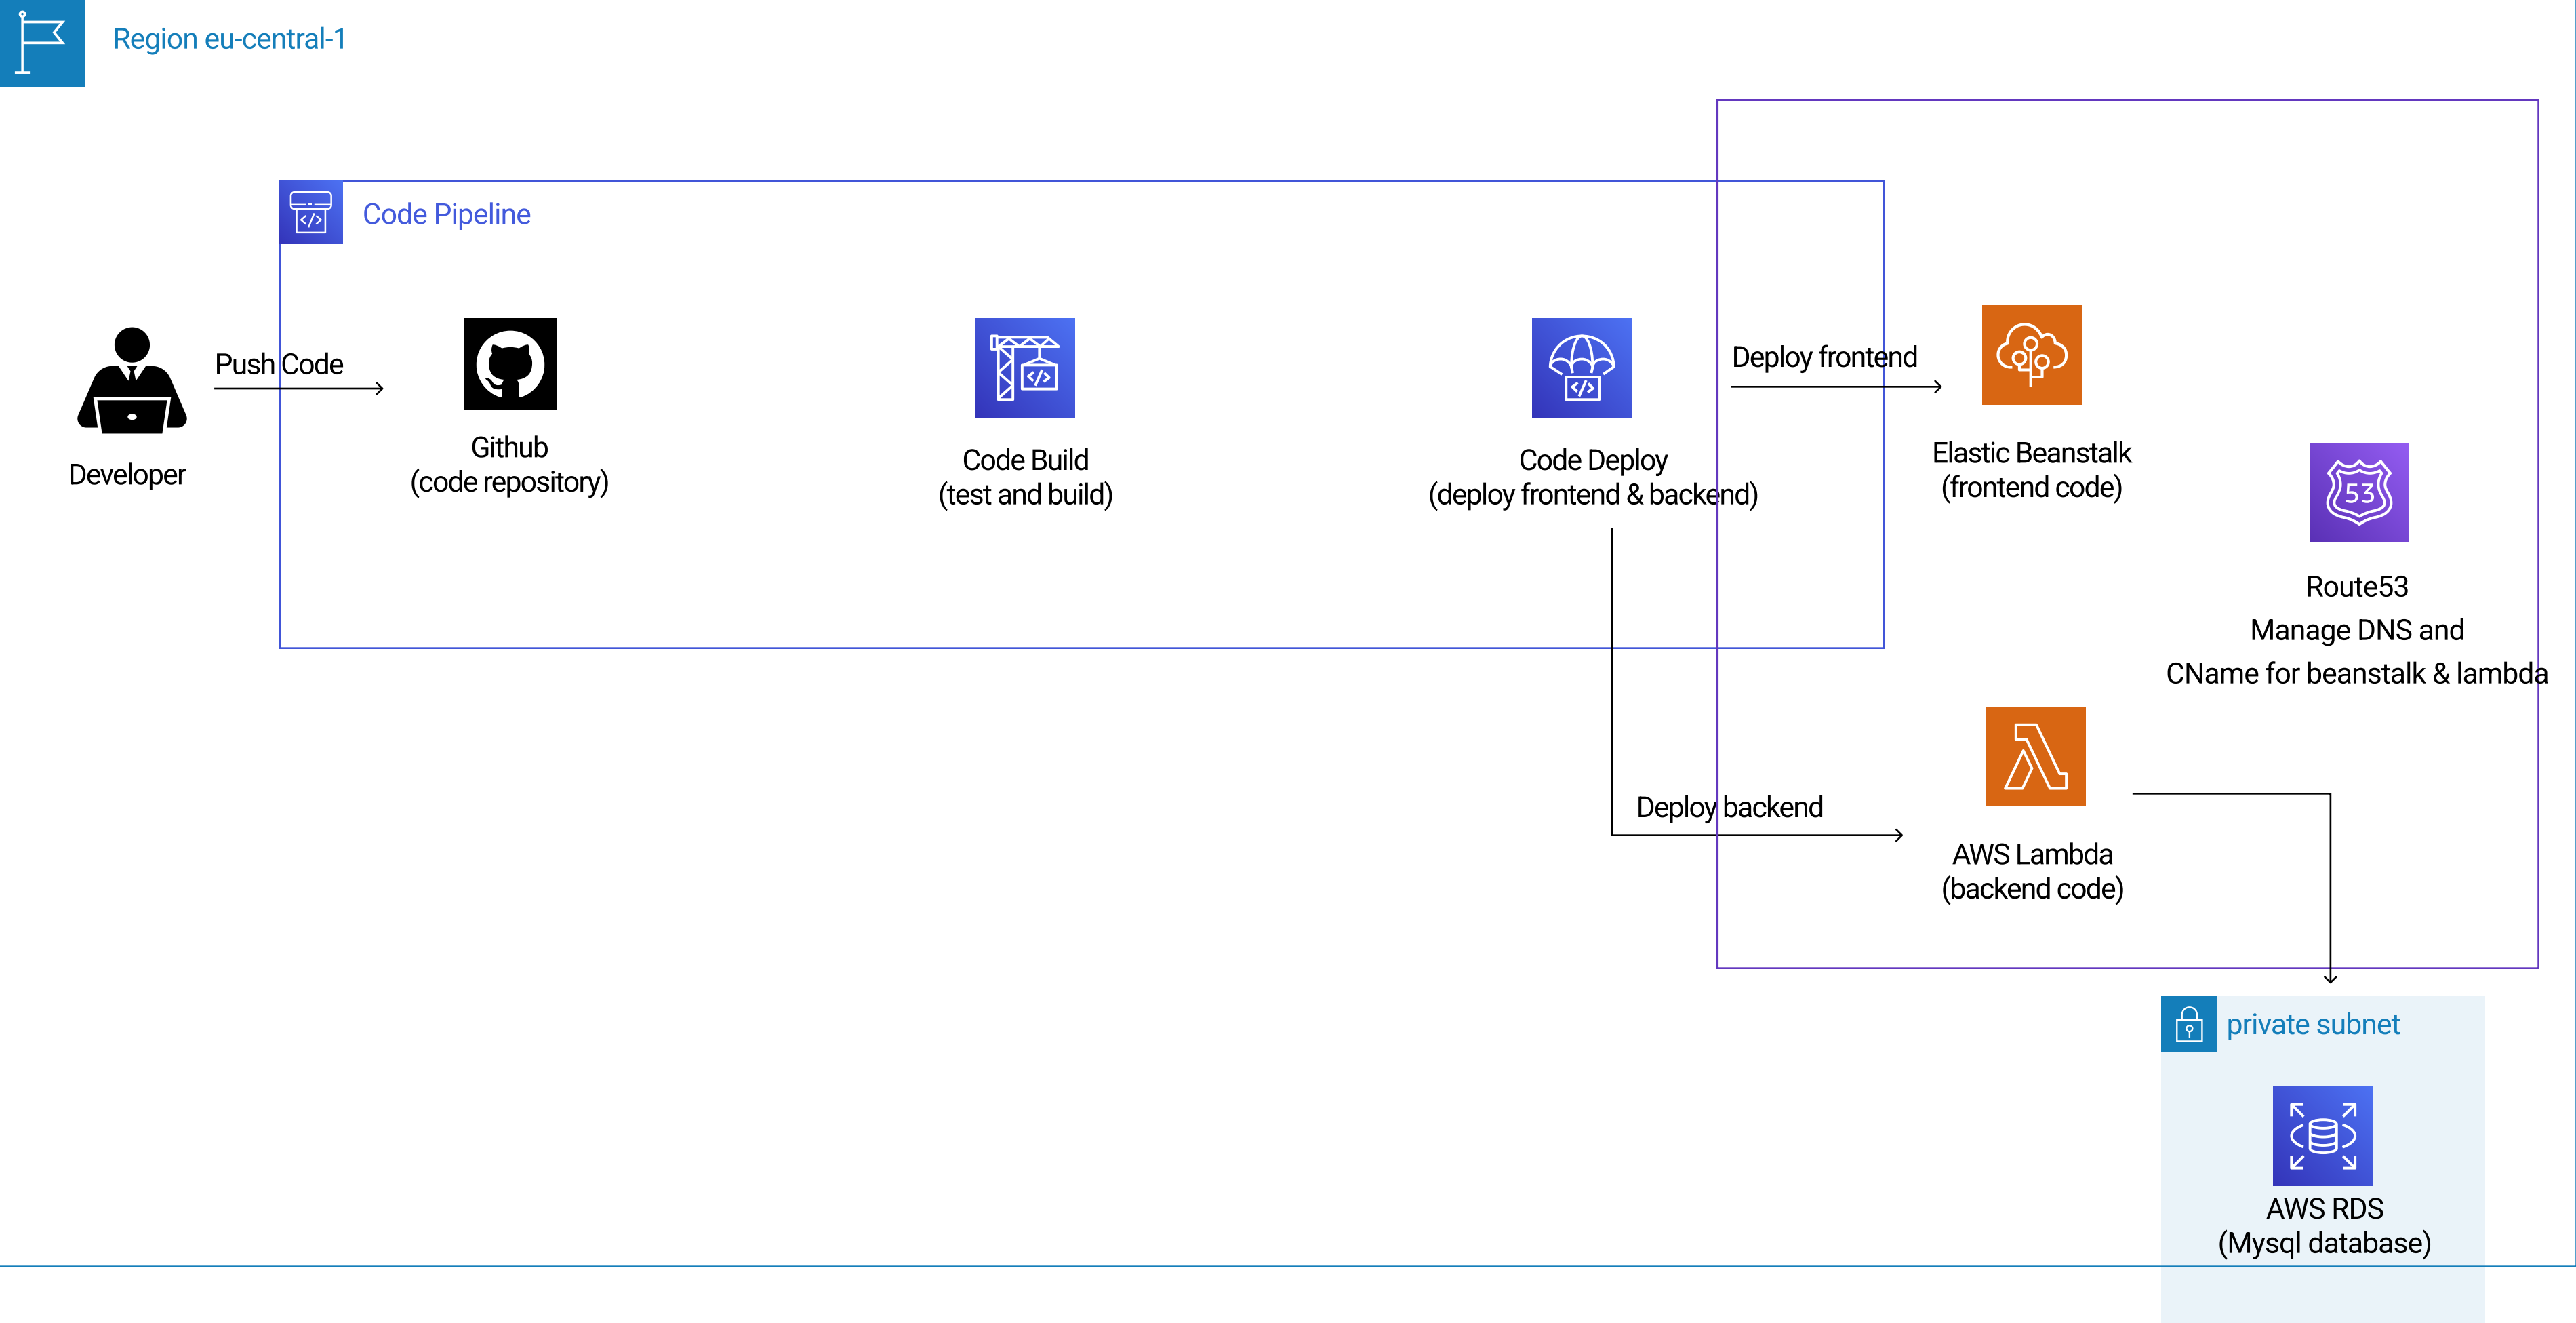 Region eu-central-1
Code Pipeline
Push Code
Developer
Github
(code repository)
Code Build
(test and build)
Code Deploy
(deploy frontend & backend)
Deploy frontend
Elastic Beanstalk
(frontend code)
53
Route53
Manage DNS and
CName for beanstalk & lambda
Deploy backend
AWS Lambda
(backend code)
private subnet
AWS RDS
(Mysql database)